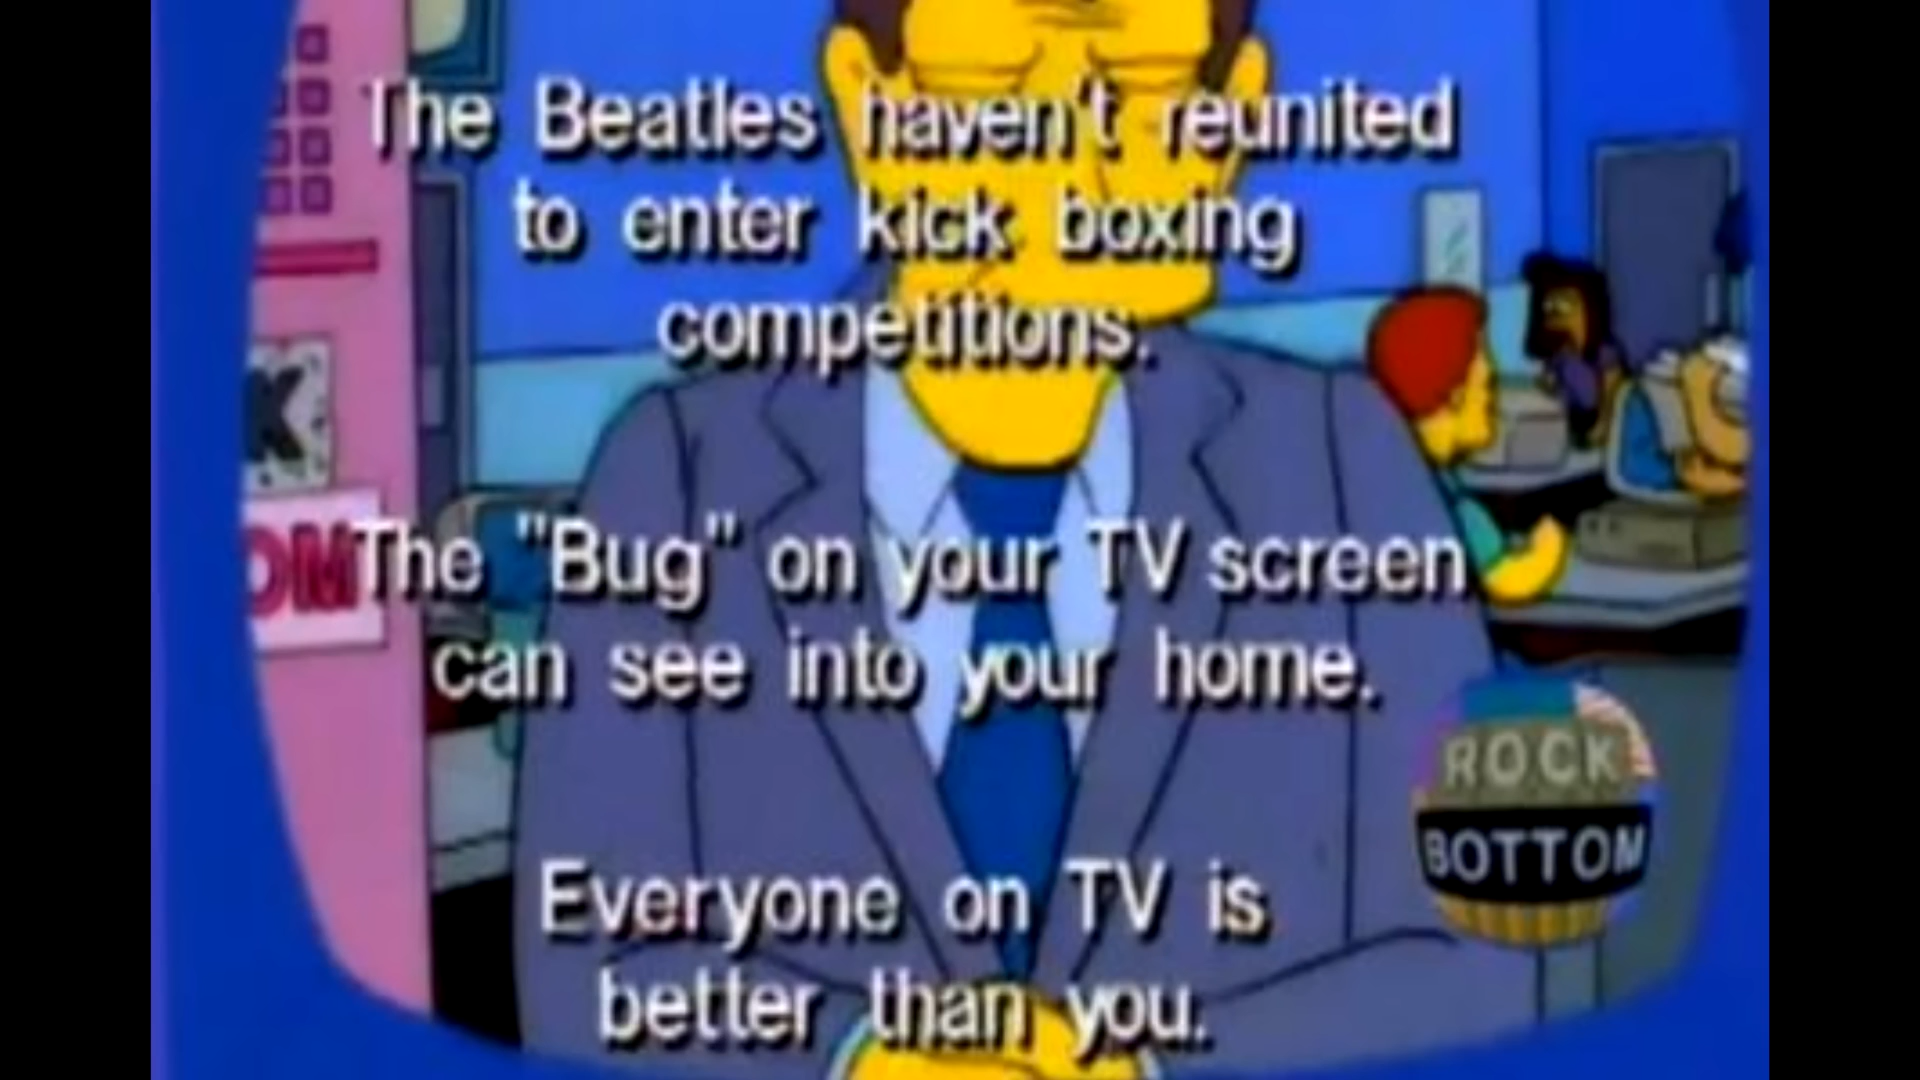 The Beatles haven't reunited
to enter kick boxing
competitions.
K
OM
The "Bug" on your TV screen
can see into your home.
ROCK
BOTTOM
Everyone on TV is
better than you.